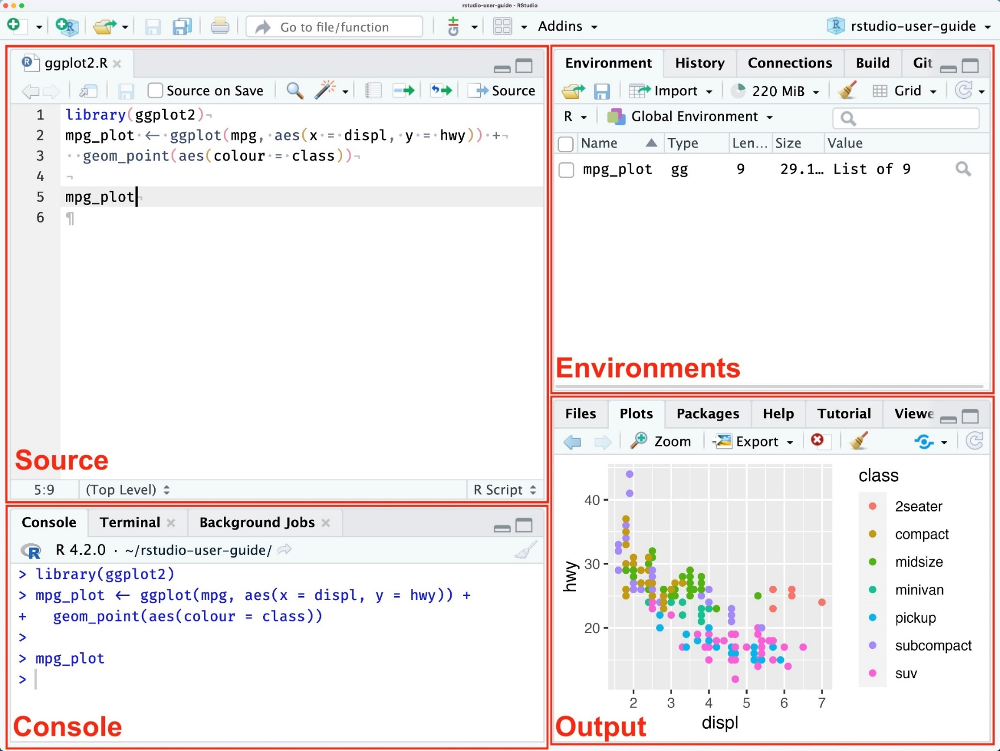 rstudio-user-guide - RStudio
Go to file/function
Addins
rstudio-user-guide
ggplot2.R
Source on Save
Source
1 library(ggplot2)¬
2 mpg_plot·←·ggplot(mpg,·aes(x·=·displ,·y·=·hwy))·+¬
3 ··geom_point(aes(colour·=·class))¬
4 ¬
5 mpg_plot¬
6 ¶
Source
5:9 (Top Level) R Script
Console Terminal Background Jobs
R 4.2.0 · ~/rstudio-user-guide/
> library(ggplot2)
> mpg_plot ← ggplot(mpg, aes(x = displ, y = hwy)) +
+   geom_point(aes(colour = class))
>
> mpg_plot
>
Console
Environment History Connections Build Git
Import 220 MiB Grid
R Global Environment
Name Type Len... Size Value
mpg_plot gg 9 29.1… List of 9
Environments
Files Plots Packages Help Tutorial Viewe
Zoom Export
hwy
40
30
20
2 3 4 5 6 7
displ
class
2seater
compact
midsize
minivan
pickup
subcompact
suv
Output